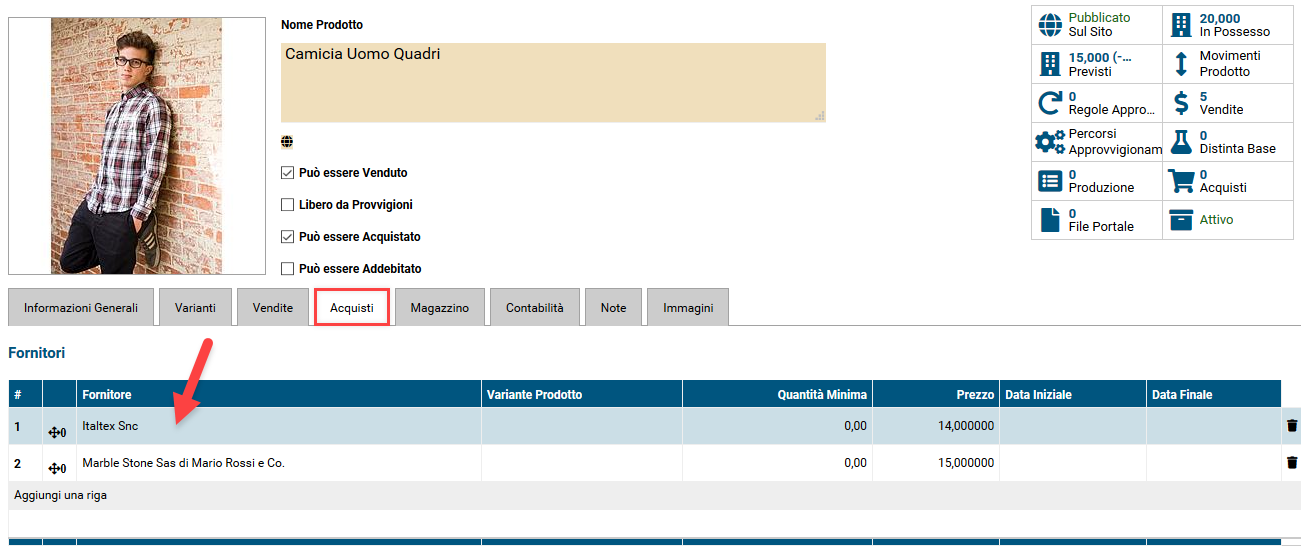 Nome Prodotto
Camicia Uomo Quadri
Può essere Venduto
Libero da Provvigioni
Può essere Acquistato
Può essere Addebitato
Pubblicato
Sul Sito
20,000
In Possesso
15,000 (-...
Previsti
Movimenti
Prodotto
0
Regole Appro...
5
Vendite
Percorsi
Approvvigionam
0
Distinta Base
0
Produzione
0
Acquisti
0
File Portale
Attivo
Informazioni Generali Varianti Vendite Acquisti Magazzino Contabilità Note Immagini
Fornitori
# Fornitore Variante Prodotto Quantità Minima Prezzo Data Iniziale Data Finale
1 0 Italtex Snc 0,00 14,000000
2 0 Marble Stone Sas di Mario Rossi e Co. 0,00 15,000000
Aggiungi una riga